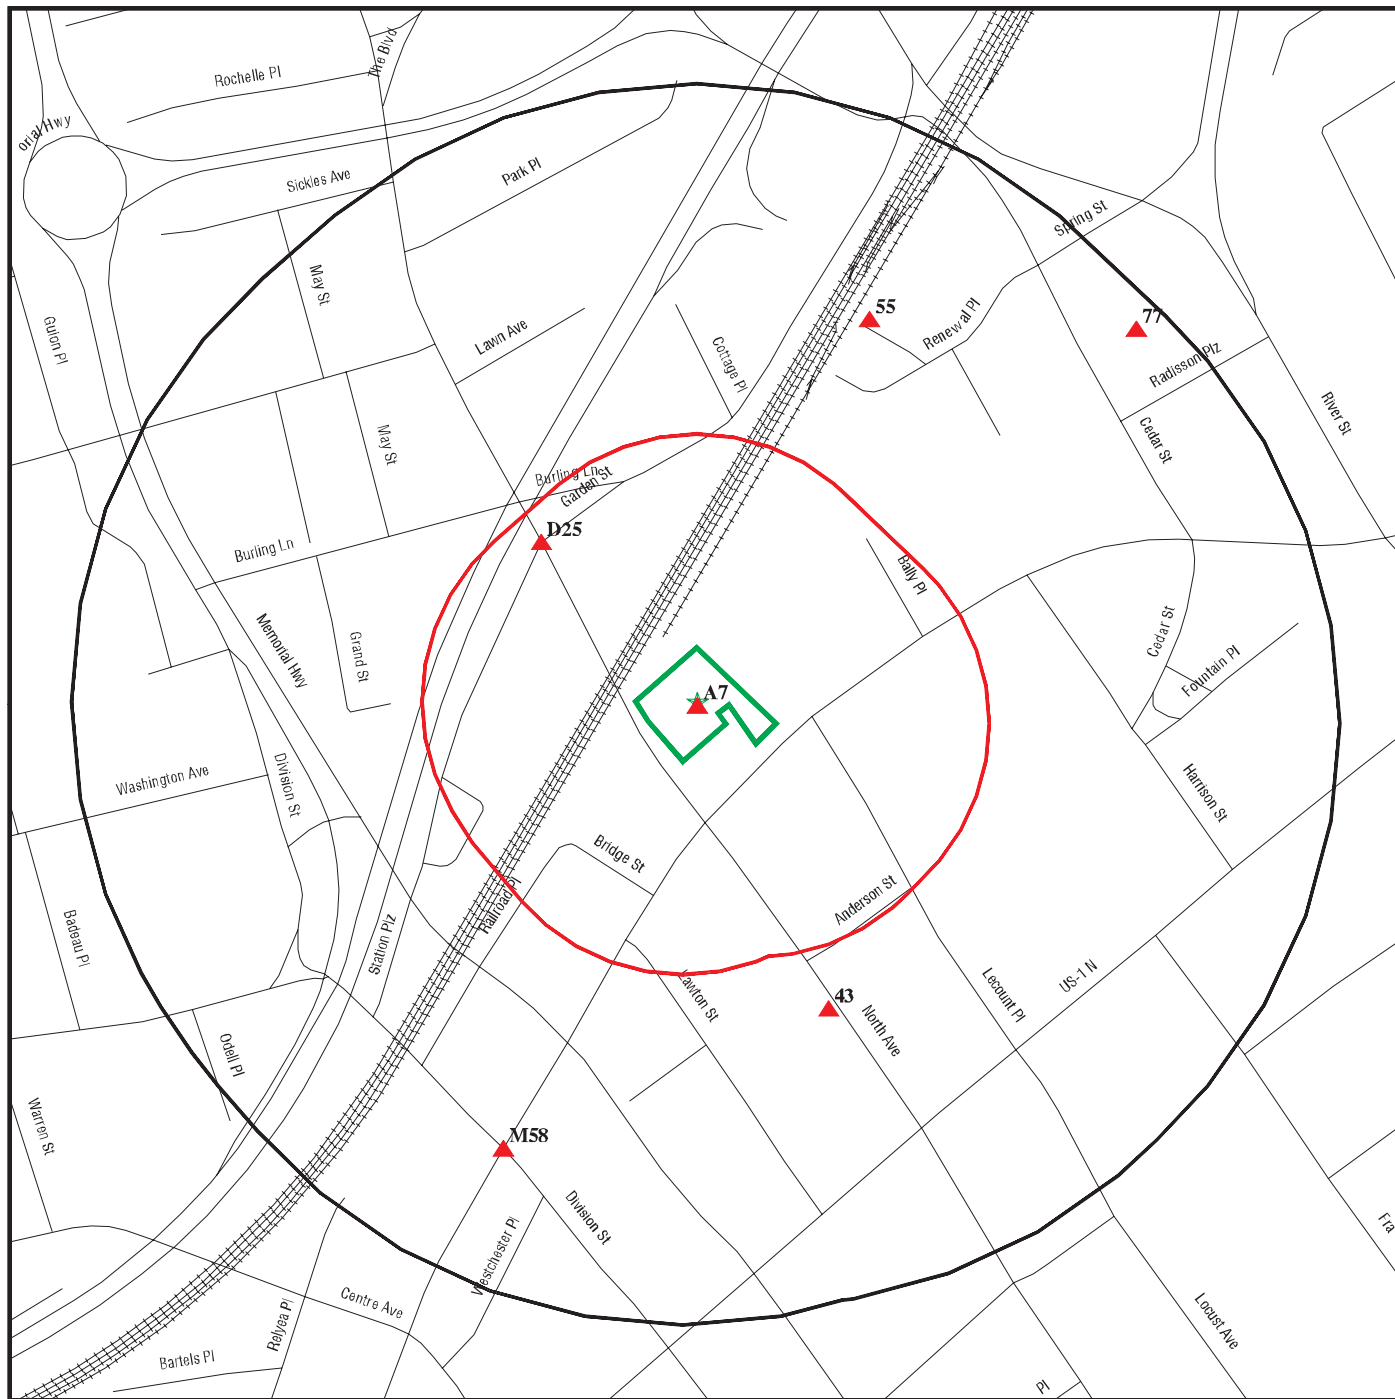 The Blvd
Rochelle Pl
orial Hwy
Park Pl
Sickles Ave
Spring St
May St
55
77
Renewal Pl
Guion Pl
Lawn Ave
Cottage Pl
Radisson Plz
River St
May St
Cedar St
Burling Ln
Garden St
D25
Burling Ln
Bally Pl
Memorial Hwy
Grand St
Cedar St
Fountain Pl
A7
Washington Ave
Division St
Harrison St
Bridge St
Railroad Pl
Anderson St
Badeau Pl
Station Plz
Lawton St
43
Lecount Pl
US-1 N
North Ave
Odell Pl
Warren St
M58
Division St
Westchester Pl
Fra
Centre Ave
Relyea Pl
Locust Ave
Bartels Pl
Pl